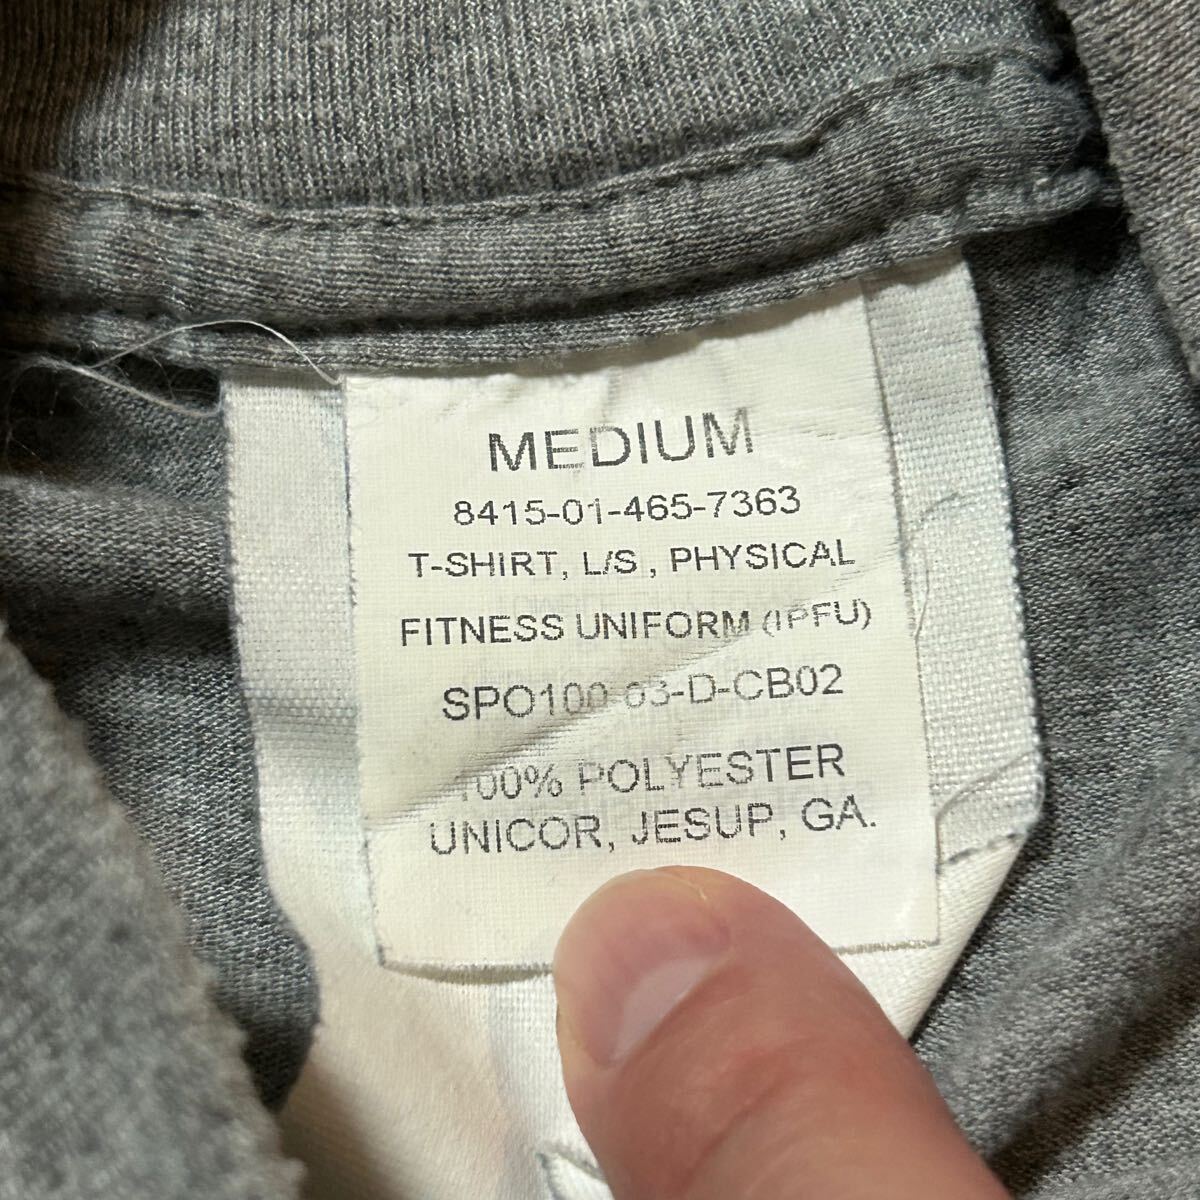 MEDIUM
8415-01-465-7363
T-SHIRT, L/S , PHYSICAL
FITNESS UNIFORM (IPFU)
SPO100-03-D-CB02
100% POLYESTER
UNICOR, JESUP, GA.